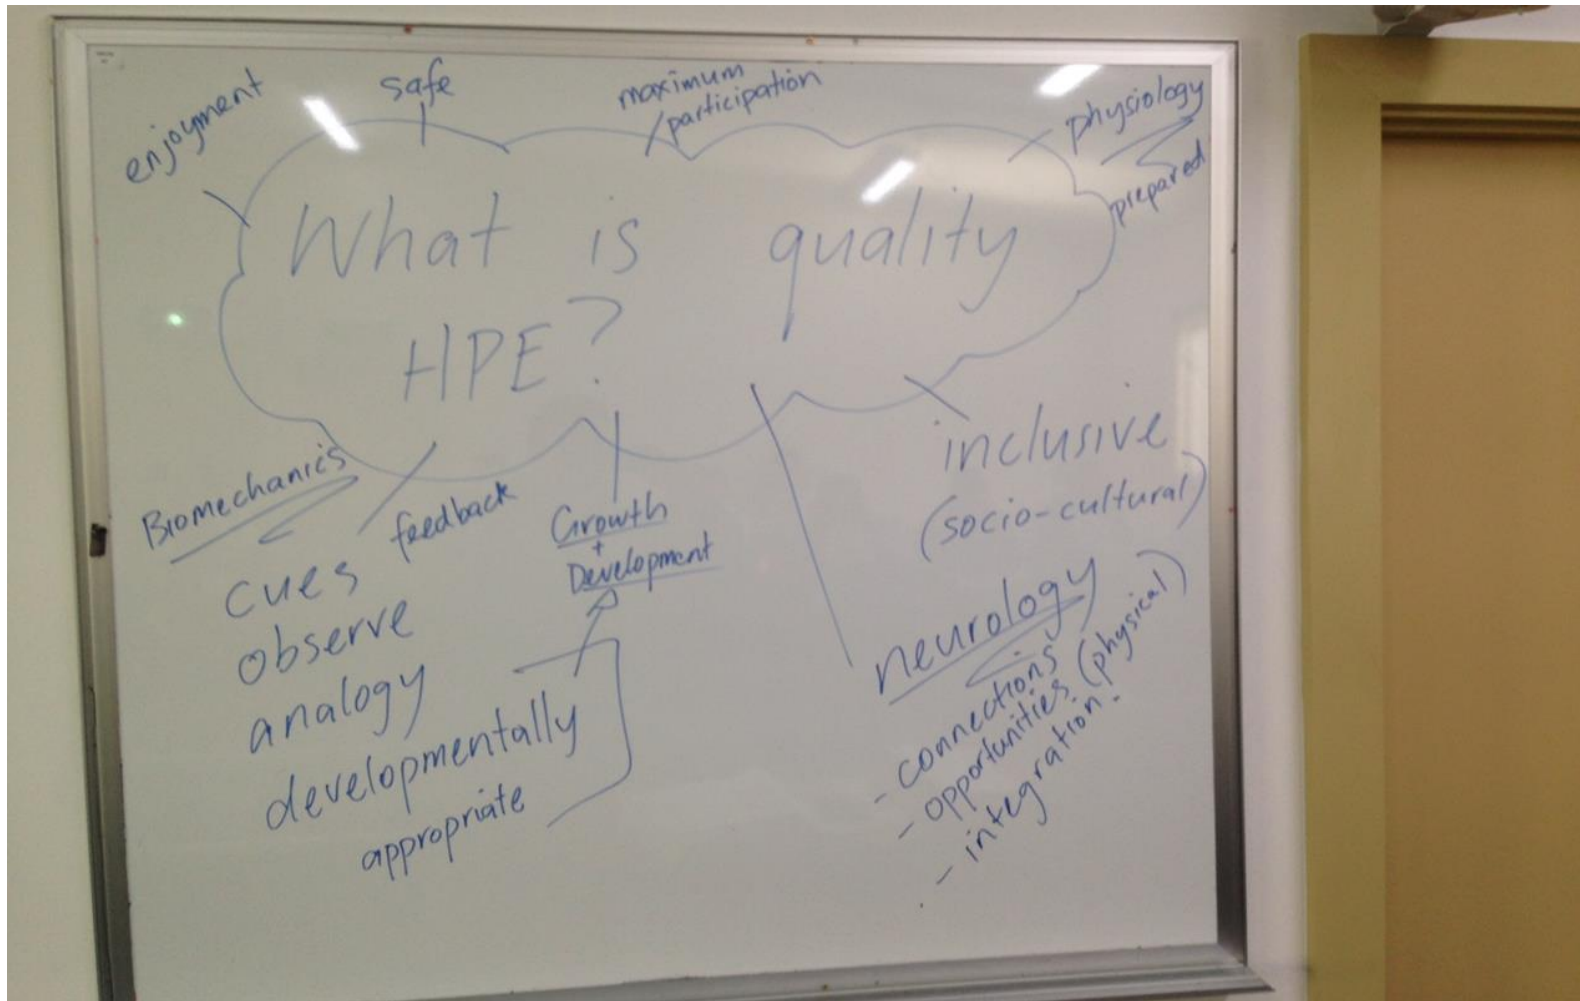 enjoyment
safe
maximum
participation
physiology
prepared
What is quality
HPE?
Biomechanics
feedback
cues
observe
analogy
developmentally
appropriate
Growth
+
Development
inclusive
(socio-cultural)
neurology
- connections
- opportunities (physical)
- integration.